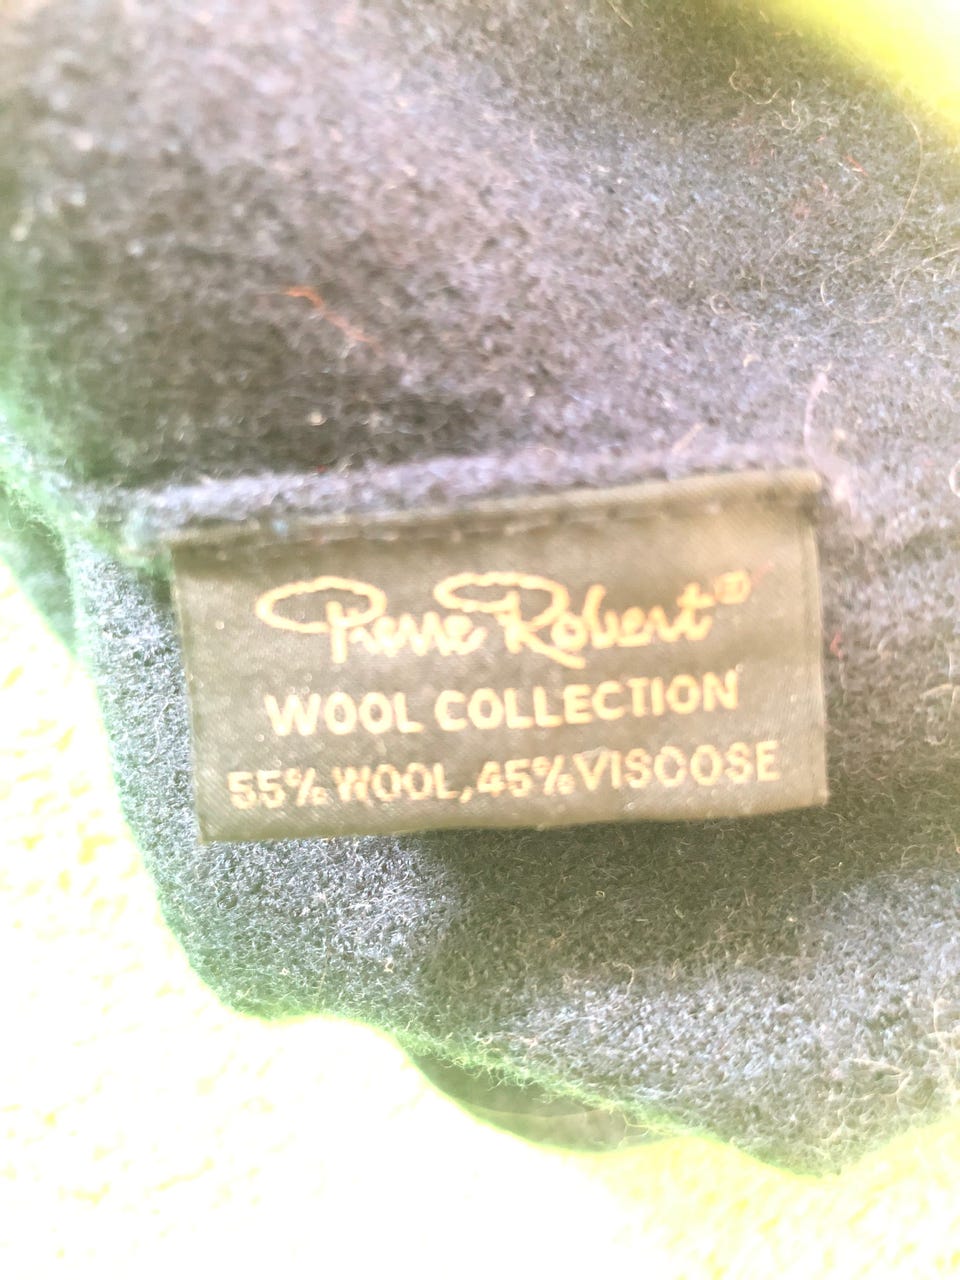 Pierre Robert®
WOOL COLLECTION
55% WOOL, 45% VISCOSE